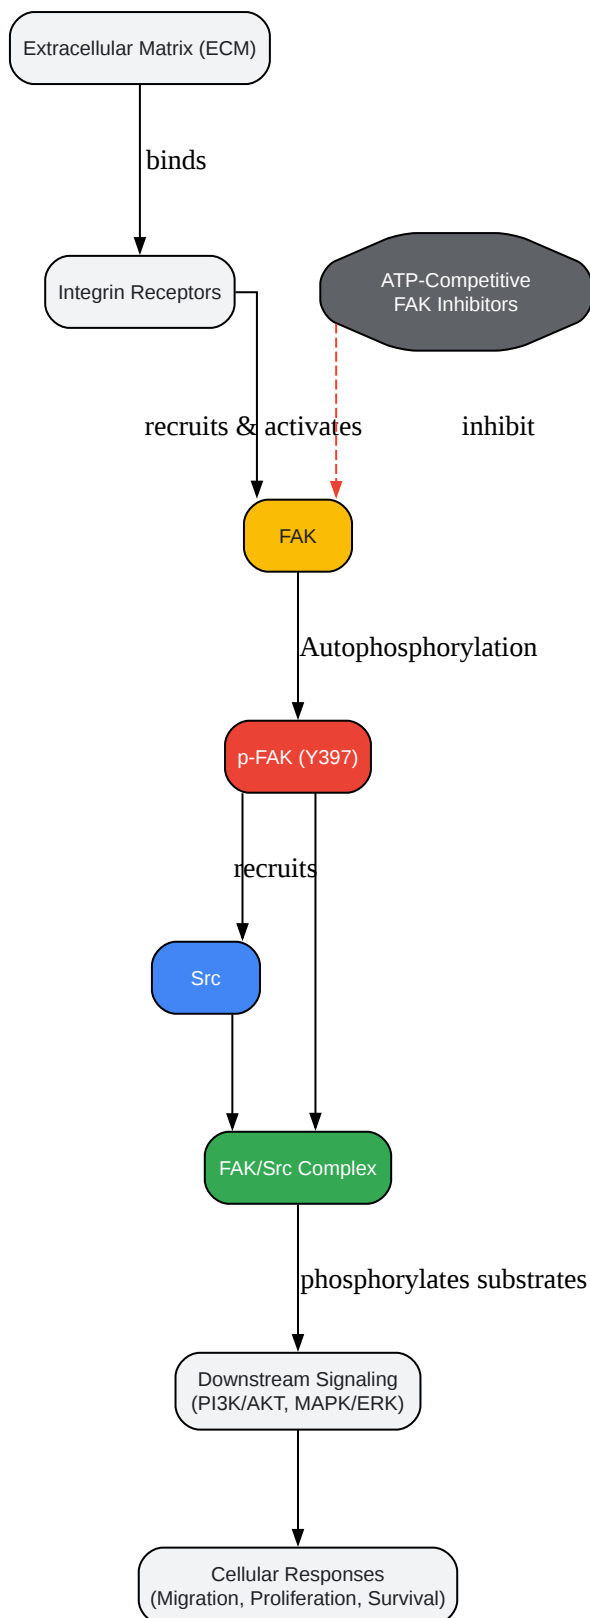 Extracellular Matrix (ECM)
binds
Integrin Receptors
ATP-Competitive
FAK Inhibitors
recruits & activates
inhibit
FAK
Autophosphorylation
p-FAK (Y397)
recruits
Src
FAK/Src Complex
phosphorylates substrates
Downstream Signaling
(PI3K/AKT, MAPK/ERK)
Cellular Responses
(Migration, Proliferation, Survival)